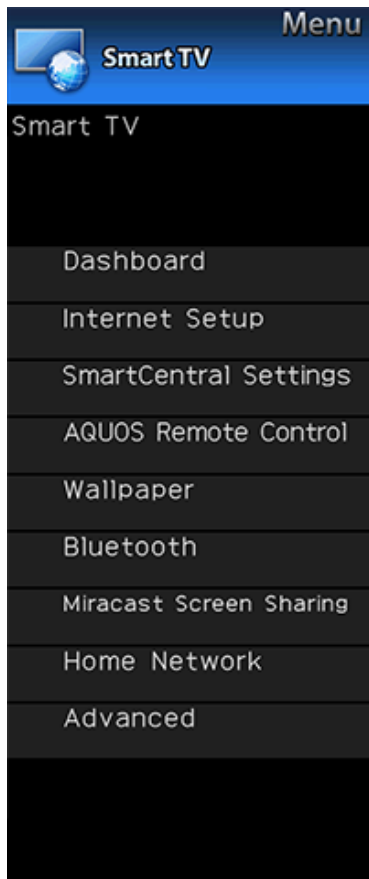 Menu
Smart TV
Smart TV
Dashboard
Internet Setup
SmartCentral Settings
AQUOS Remote Control
Wallpaper
Bluetooth
Miracast Screen Sharing
Home Network
Advanced